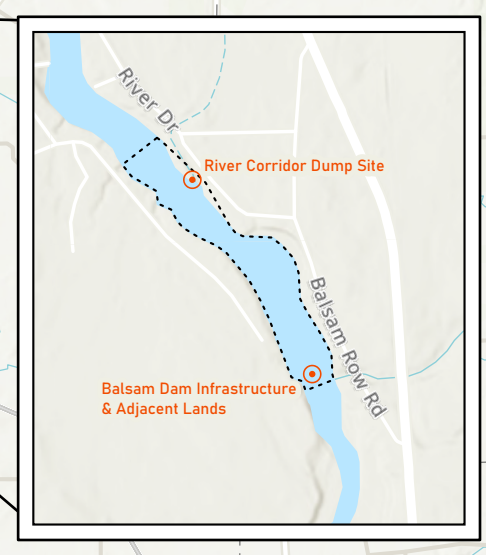 River Dr
River Corridor Dump Site
Balsam Row Rd
Balsam Dam Infrastructure
& Adjacent Lands